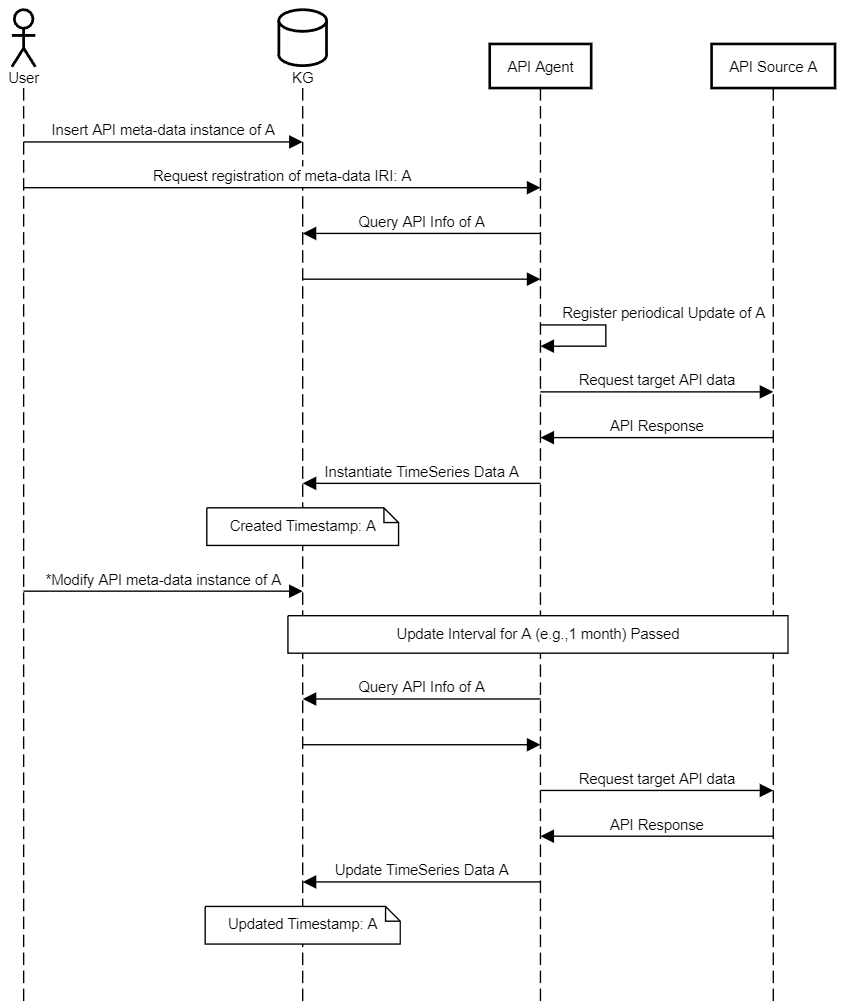 User
KG
API Agent
API Source A
Insert API meta-data instance of A
Request registration of meta-data IRI: A
Query API Info of A
Register periodical Update of A
Request target API data
API Response
Instantiate TimeSeries Data A
Created Timestamp: A
*Modify API meta-data instance of A
Update Interval for A (e.g.,1 month) Passed
Query API Info of A
Request target API data
API Response
Update TimeSeries Data A
Updated Timestamp: A